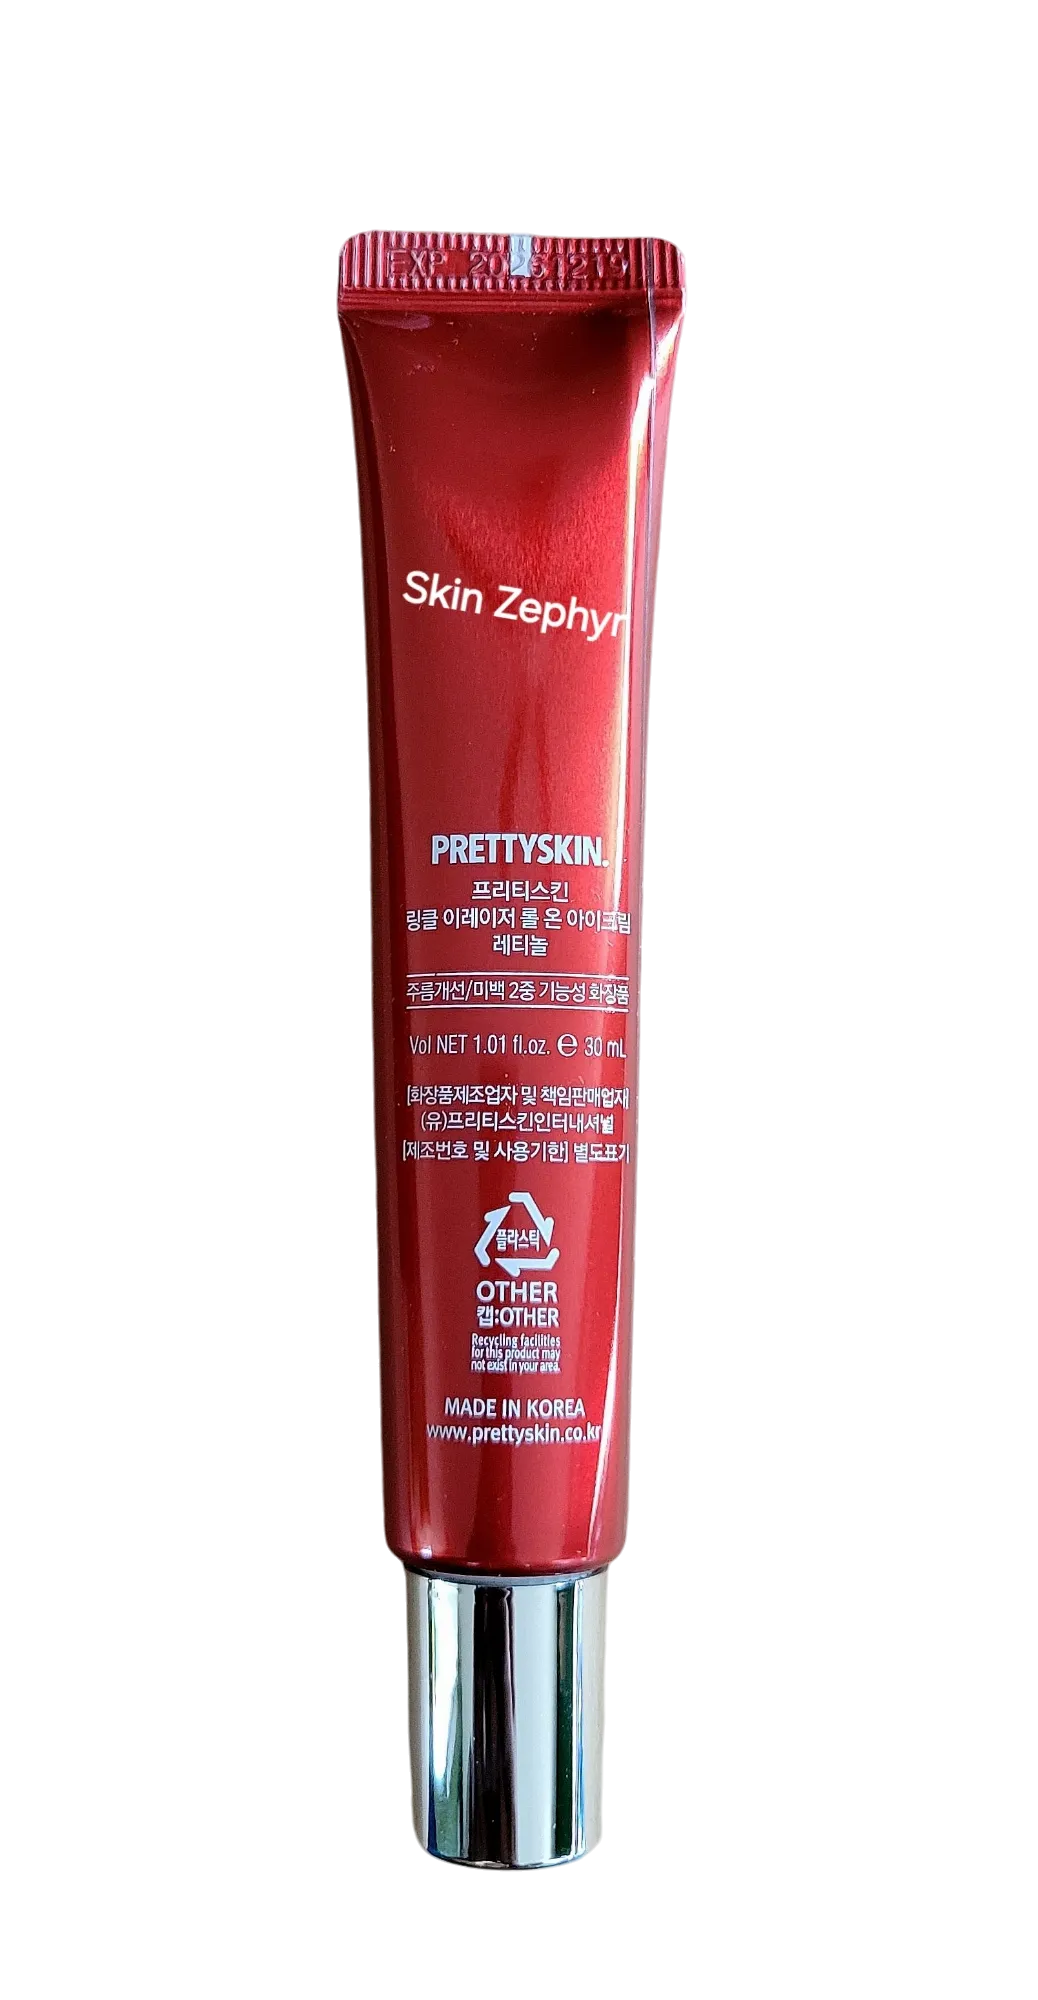 EXP 20261219
Skin Zephyr
PRETTYSKIN.
프리티스킨
링클 이레이저 롤 온 아이크림
레티놀
주름개선/미백 2중 기능성 화장품
Vol NET 1.01 fl.oz. ℮ 30 mL
[화장품제조업자 및 책임판매업자]
(유)프리티스킨인터내셔널
[제조번호 및 사용기한] 별도표기
플라스틱
OTHER
캡:OTHER
Recycling facilities
for this product may
not exist in your area.
MADE IN KOREA
www.prettyskin.co.kr